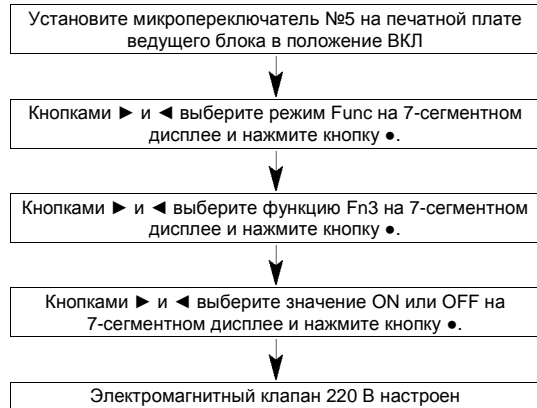 Установите микропереключатель №5 на печатной плате
ведущего блока в положение ВКЛ
Кнопками ► и ◄ выберите режим Func на 7-сегментном
дисплее и нажмите кнопку ●.
Кнопками ► и ◄ выберите функцию Fn3 на 7-сегментном
дисплее и нажмите кнопку ●.
Кнопками ► и ◄ выберите значение ON или OFF на
7-сегментном дисплее и нажмите кнопку ●.
Электромагнитный клапан 220 В настроен